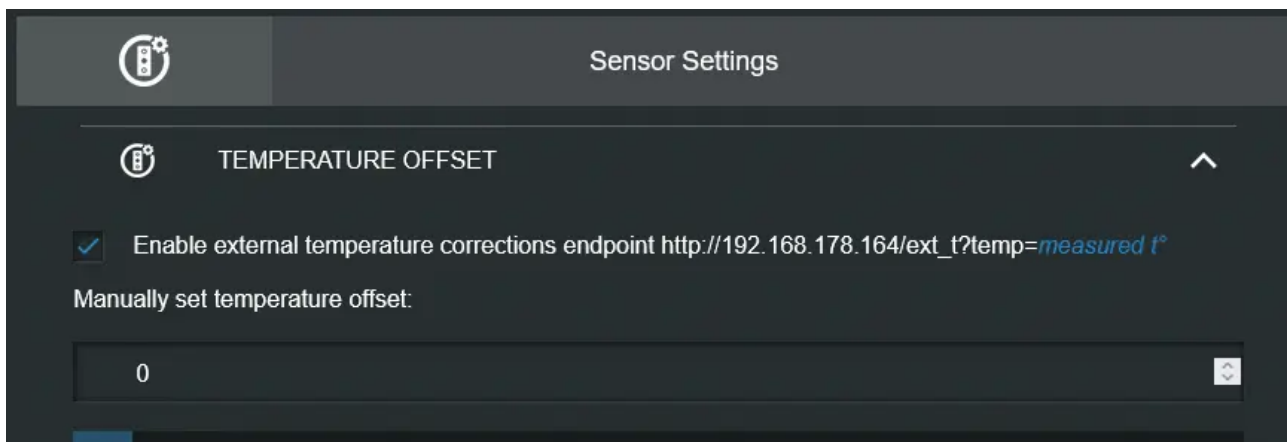 Sensor Settings
TEMPERATURE OFFSET
Enable external temperature corrections endpoint http://192.168.178.164/ext_t?temp=measured t°
Manually set temperature offset:
0